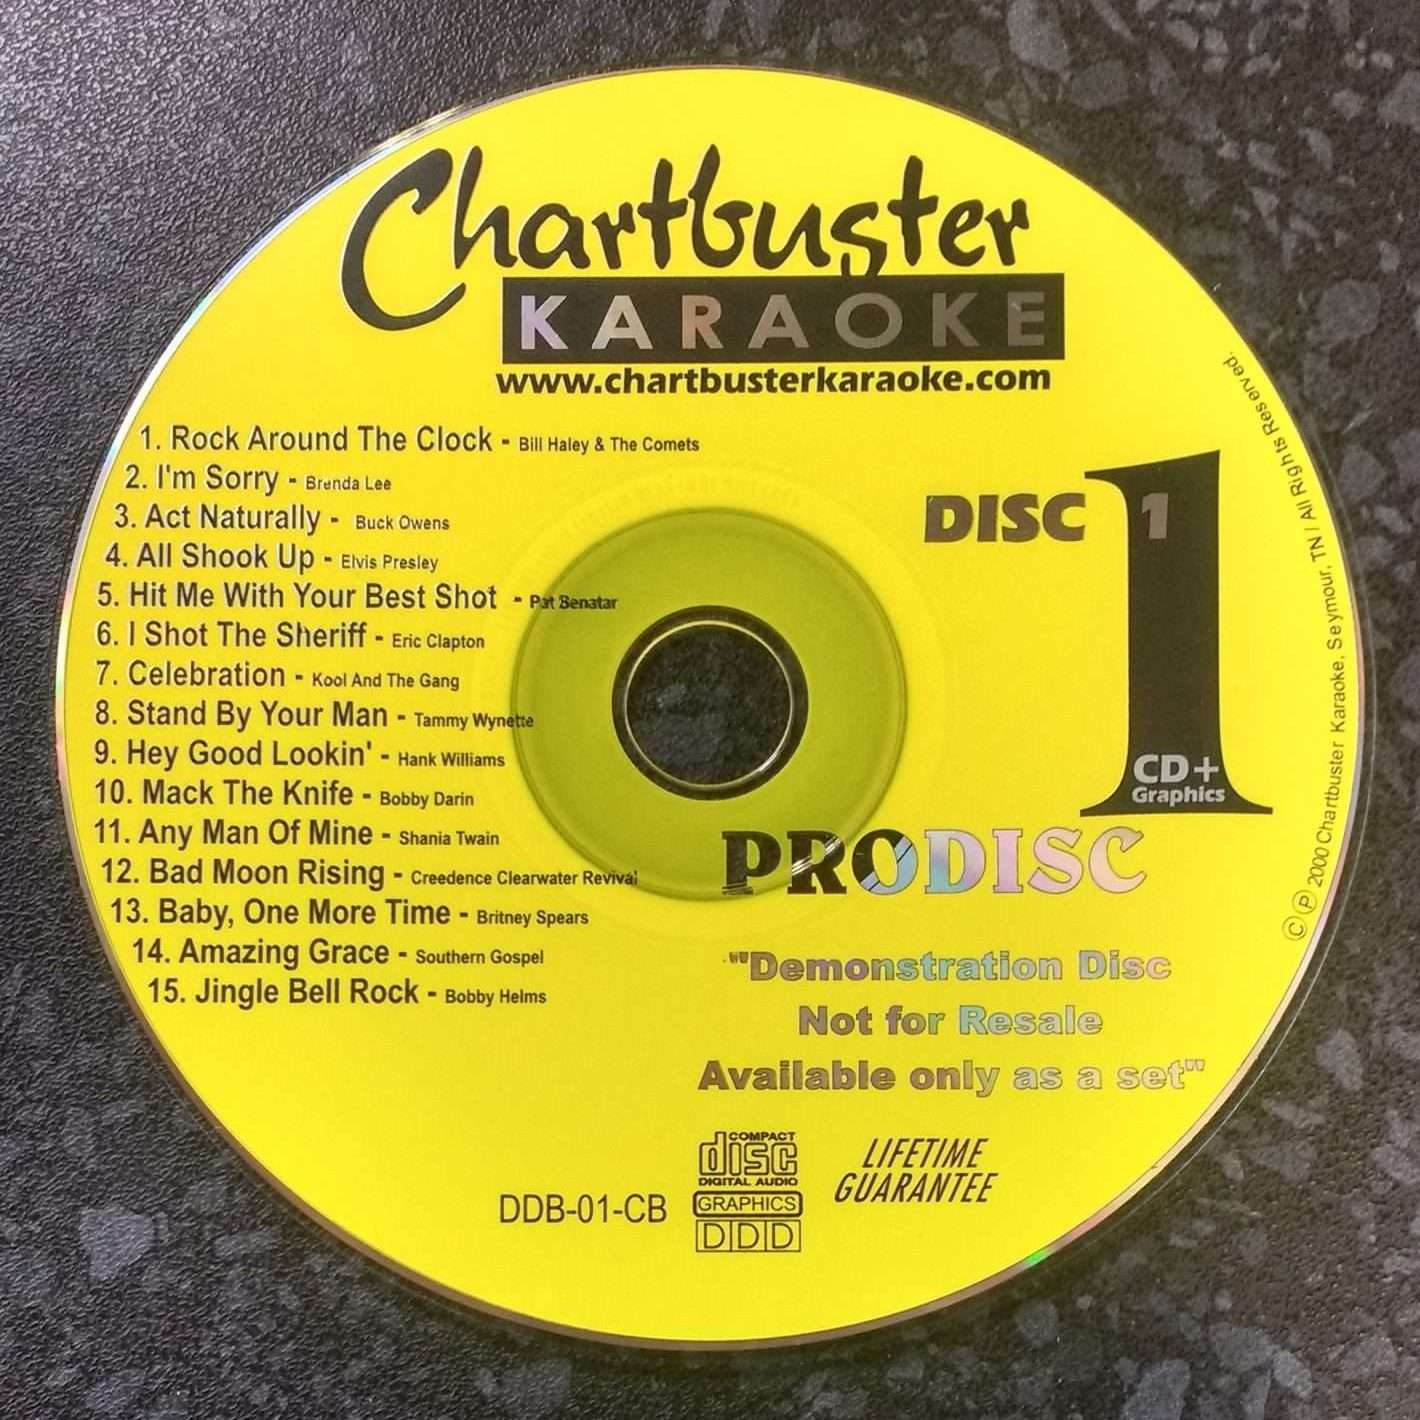 Chartbuster
KARAOKE
www.chartbusterkaraoke.com
1. Rock Around The Clock - Bill Haley & The Comets
2. I'm Sorry - Brenda Lee
3. Act Naturally - Buck Owens
4. All Shook Up - Elvis Presley
5. Hit Me With Your Best Shot - Pat Benatar
6. I Shot The Sheriff - Eric Clapton
7. Celebration - Kool And The Gang
8. Stand By Your Man - Tammy Wynette
9. Hey Good Lookin' - Hank Williams
10. Mack The Knife - Bobby Darin
11. Any Man Of Mine - Shania Twain
12. Bad Moon Rising - Creedence Clearwater Revival
13. Baby, One More Time - Britney Spears
14. Amazing Grace - Southern Gospel
15. Jingle Bell Rock - Bobby Helms
DISC 1
1
CD+
Graphics
PRODISC
"Demonstration Disc
Not for Resale
Available only as a set"
DDB-01-CB
COMPACT
disc
DIGITAL AUDIO
GRAPHICS
DDD
LIFETIME
GUARANTEE
© ℗ 2000 Chartbuster Karaoke, Seymour, TN / All Rights Reserved.